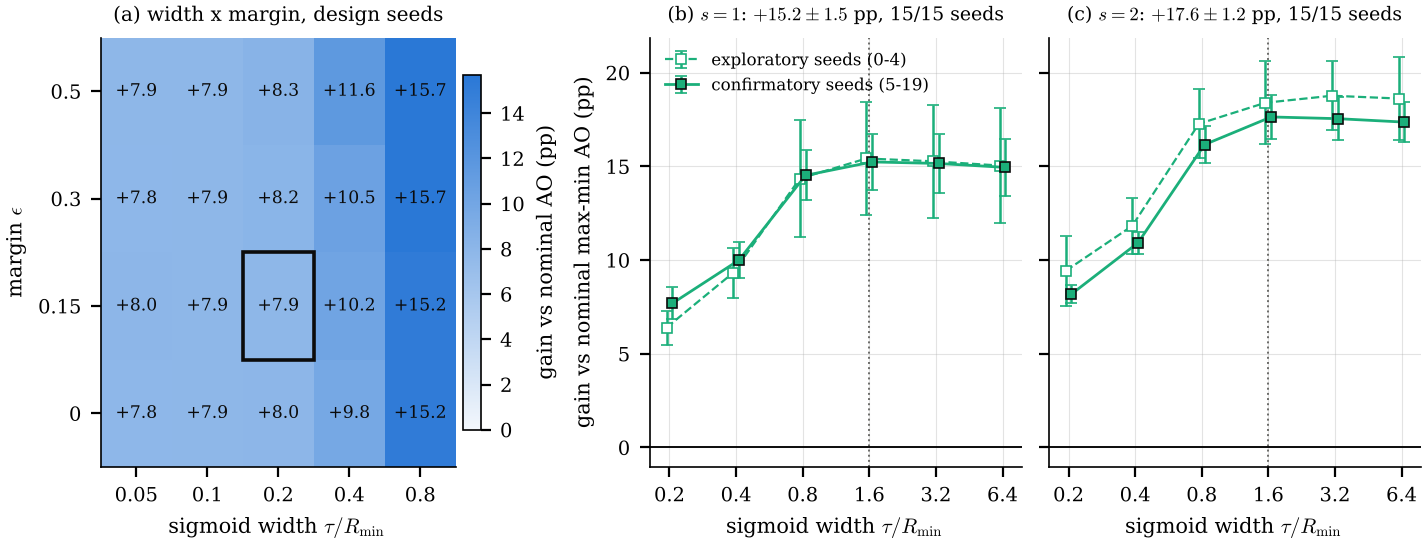 (a) width x margin, design seeds
margin ϵ
0.5
0.3
0.15
0
+7.9 +7.9 +8.3 +11.6 +15.7
+7.8 +7.9 +8.2 +10.5 +15.7
+8.0 +7.9 +7.9 +10.2 +15.2
+7.8 +7.9 +8.0 +9.8 +15.2
0.05 0.1 0.2 0.4 0.8
sigmoid width τ/R_min
14
12
10
8
6
4
2
0
gain vs nominal AO (pp)
(b) s = 1: +15.2 ± 1.5 pp, 15/15 seeds
gain vs nominal max-min AO (pp)
20
15
10
5
0
exploratory seeds (0-4)
confirmatory seeds (5-19)
0.2 0.4 0.8 1.6 3.2 6.4
sigmoid width τ/R_min
(c) s = 2: +17.6 ± 1.2 pp, 15/15 seeds
0.2 0.4 0.8 1.6 3.2 6.4
sigmoid width τ/R_min